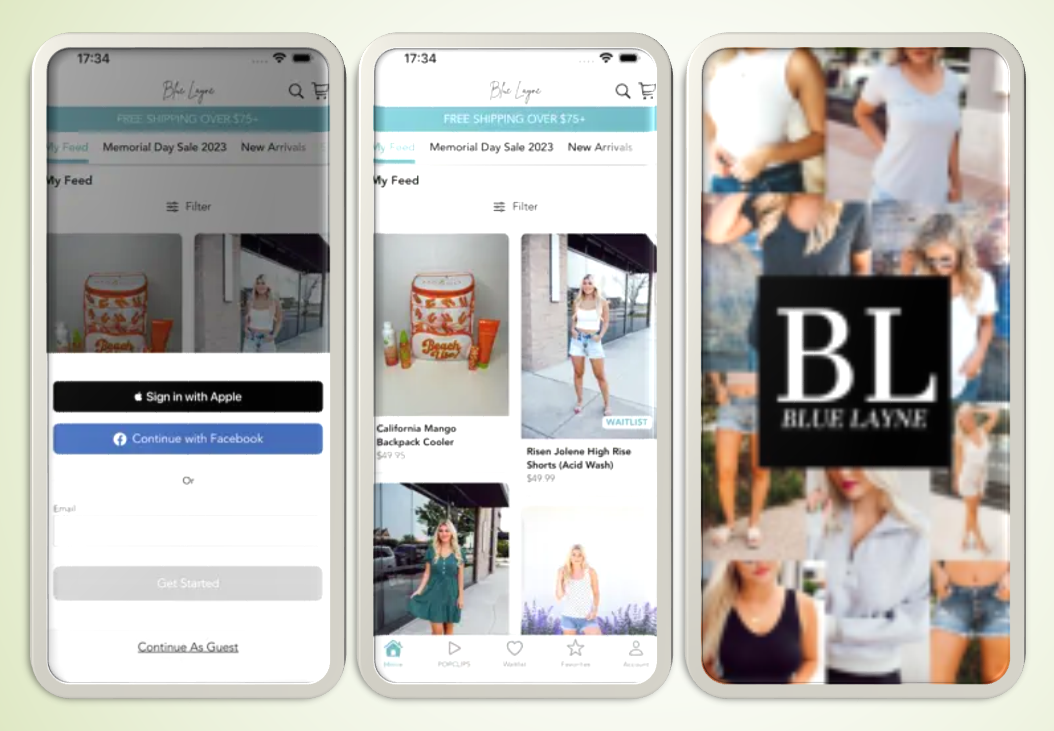 17:34
Blue Layne
FREE SHIPPING OVER $75+
My Feed Memorial Day Sale 2023 New Arrivals
My Feed
Filter
Beach
Sign in with Apple
Continue with Facebook
Or
Email
Get Started
Continue As Guest
17:34
Blue Layne
FREE SHIPPING OVER $75+
My Feed Memorial Day Sale 2023 New Arrivals
My Feed
Filter
Beach
WAITLIST
California Mango
Backpack Cooler
$49.95
Risen Jolene High Rise
Shorts (Acid Wash)
$49.99
Home POPCLIPS Waitlist Favorites Account
BL
BLUE LAYNE